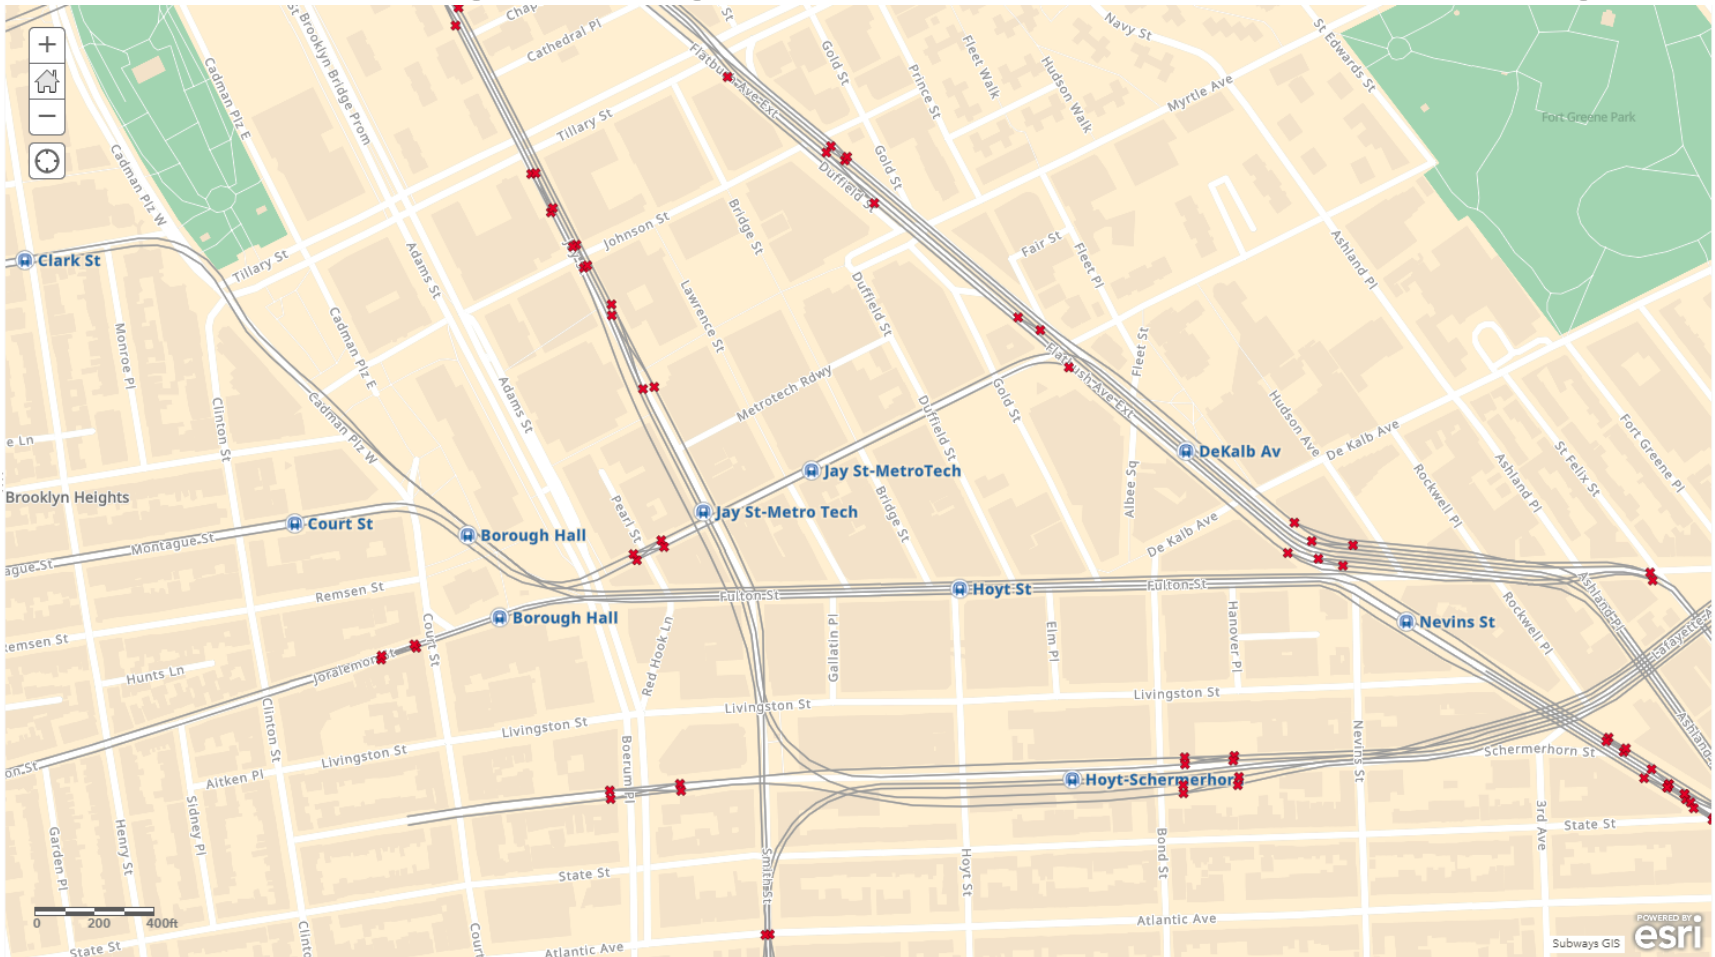 Chap
Cathedral Pl
St
Navy St
St Edwards St
Brooklyn Bridge Prom
Cadman Plz E
Flatbush Ave Ext
Gold St
Prince St
Fleet Walk
Hudson Walk
Myrtle Ave
Fort Greene Park
Tillary St
Cadman Plz W
Duffield St
Gold St
Bridge St
Johnson St
Adams St
Fair St
Fleet Pl
Ashland Pl
Clark St
Tillary St
Cadman Plz E
Monroe Pl
Lawrence St
Duffield St
Fleet St
Metrotech Rdwy
Flatbush Ave Ext
Adams St
Cadman Plz W
Clinton St
Gold St
Duffield St
Hudson Ave
De Kalb Ave
Fort Greene Pl
St Felix St
Ashland Pl
Rockwell Pl
e Ln
DeKalb Av
Jay St-MetroTech
Albee Sq
Brooklyn Heights
Pearl St
Bridge St
Jay St-Metro Tech
Court St
Borough Hall
Montague St
De Kalb Ave
ague St
Remsen St
Fulton St
Hoyt St
Fulton St
Ashland Pl
Rockwell Pl
Borough Hall
Nevins St
emsen St
Court St
Red Hook Ln
Gallatin Pl
Elm Pl
Hanover Pl
Lafayette
Joralemon St
Hunts Ln
Livingston St
Livingston St
Livingston St
Clinton St
Livingston St
Boerum Pl
Nevins St
Schermerhorn St
Ashland
on St
Aitken Pl
Hoyt-Schermerhor
Sidney Pl
Henry St
Garden Pl
3rd Ave
State St
State St
Smith St
Hoyt St
Bond St
0 200 400ft
Atlantic Ave
Atlantic Ave
State St
Clint
Court
POWERED BY
esri
Subways GIS